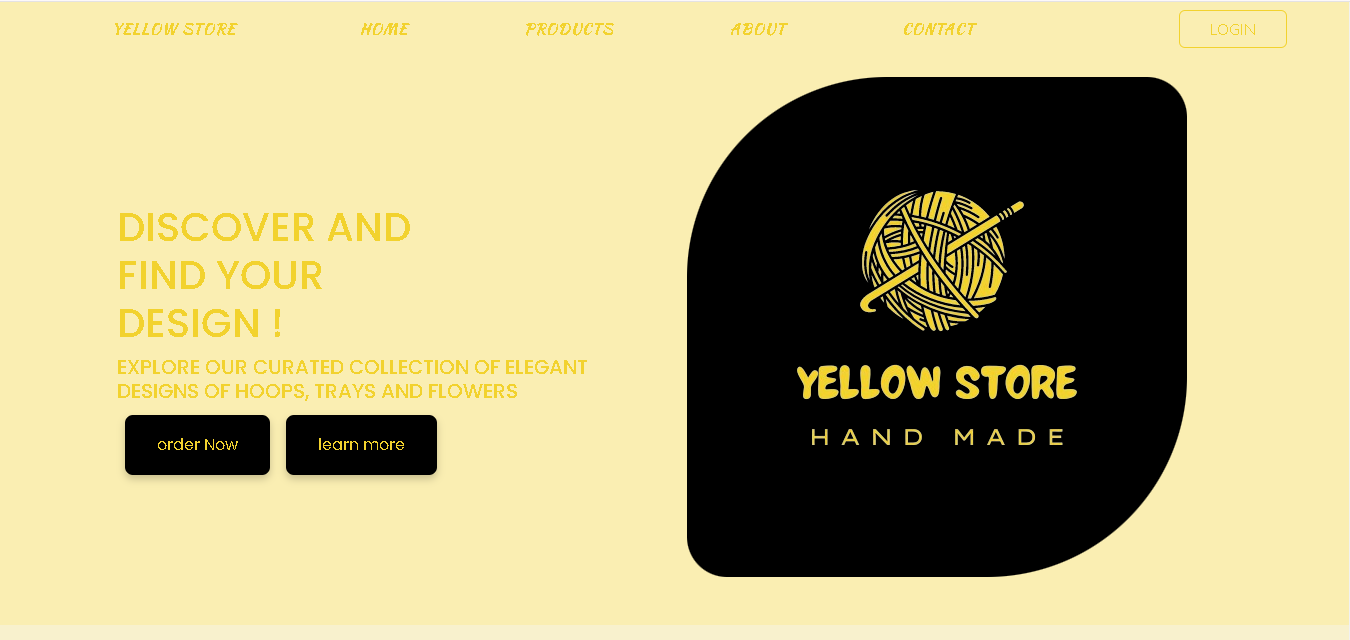 YELLOW STORE HOME PRODUCTS ABOUT CONTACT LOGIN
DISCOVER AND
FIND YOUR
DESIGN !
EXPLORE OUR CURATED COLLECTION OF ELEGANT
DESIGNS OF HOOPS, TRAYS AND FLOWERS
order Now learn more
YELLOW STORE
HAND MADE